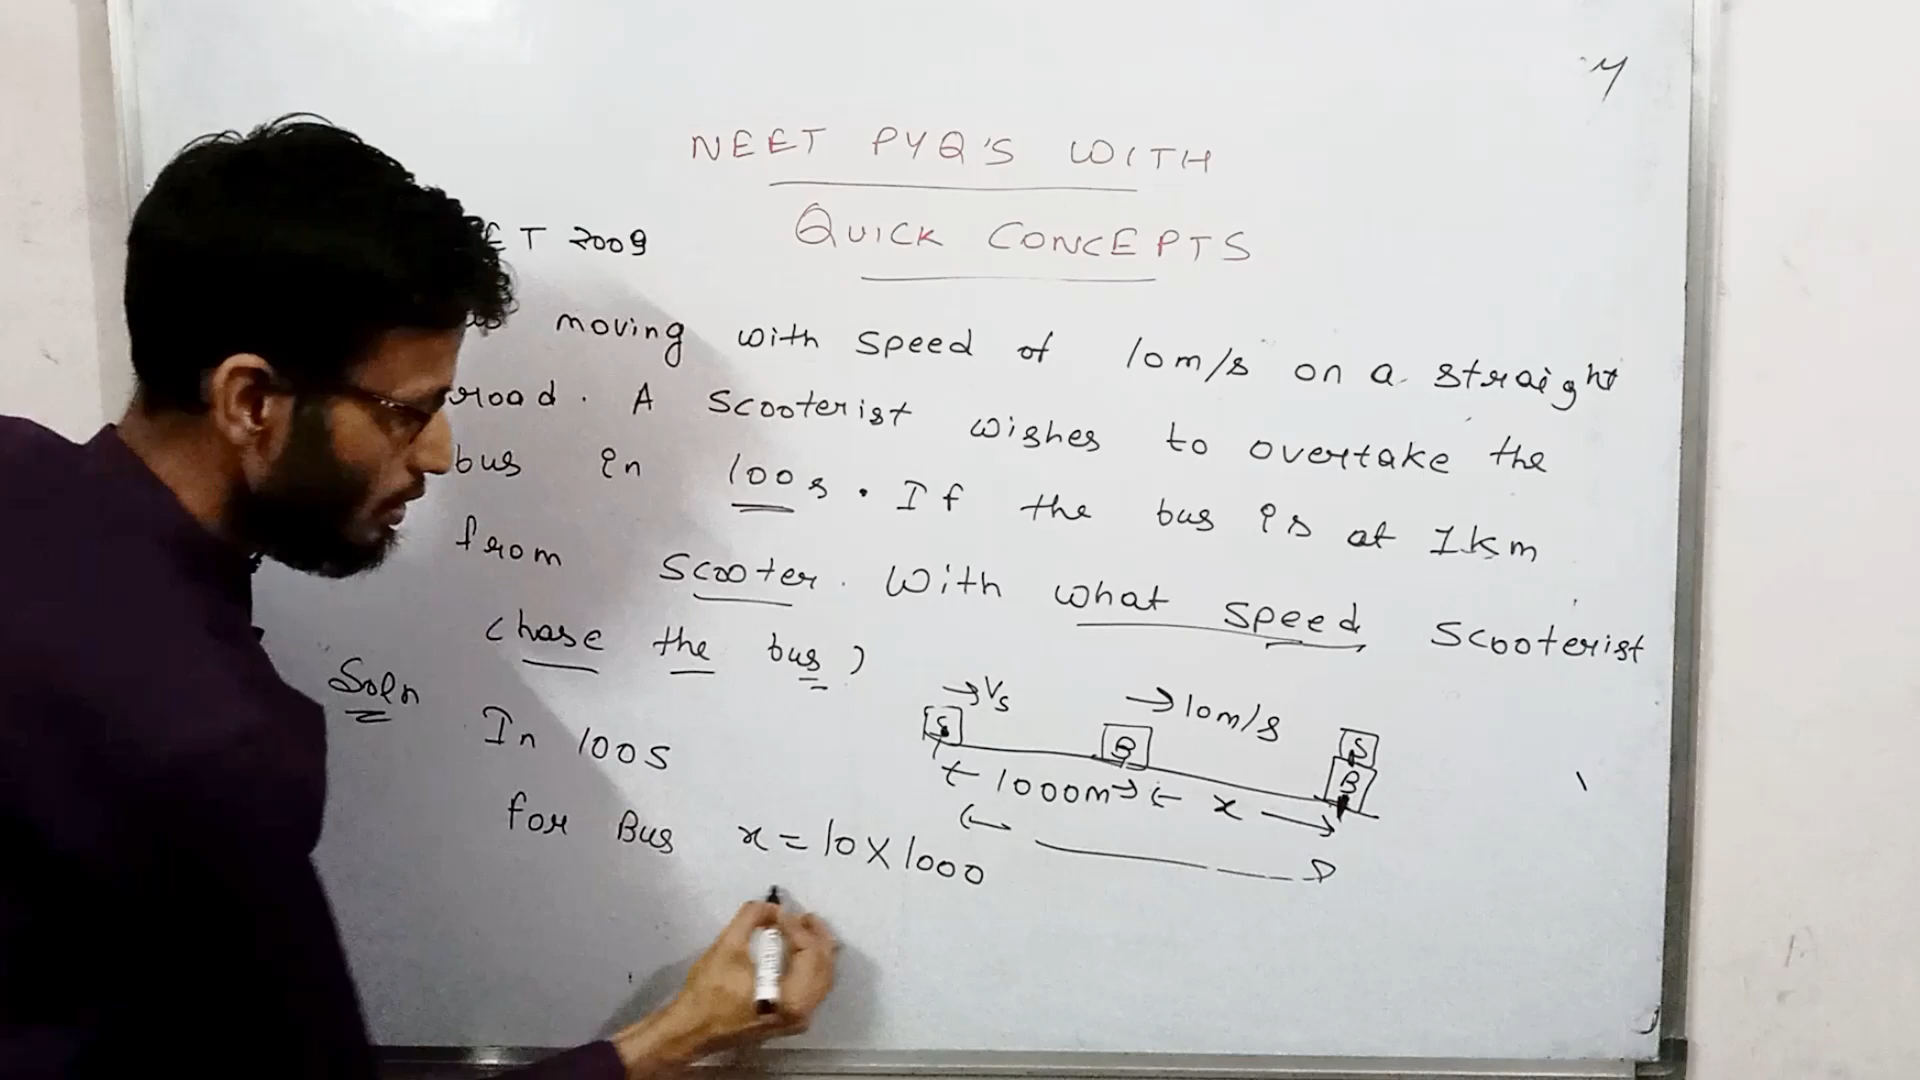 NEET PYQ'S WITH
QUICK CONCEPTS
ET 2009
moving with speed of 10m/s on a straight
road. A scooterist wishes to overtake the
bus in 100s. If the bus is at 1km
from scooter. With what speed scooterist
chase the bus)
Soln
In 100S
for Bus x = 10 X 1000
→Vs →10m/s
S B S
B
← 1000m → ← x →